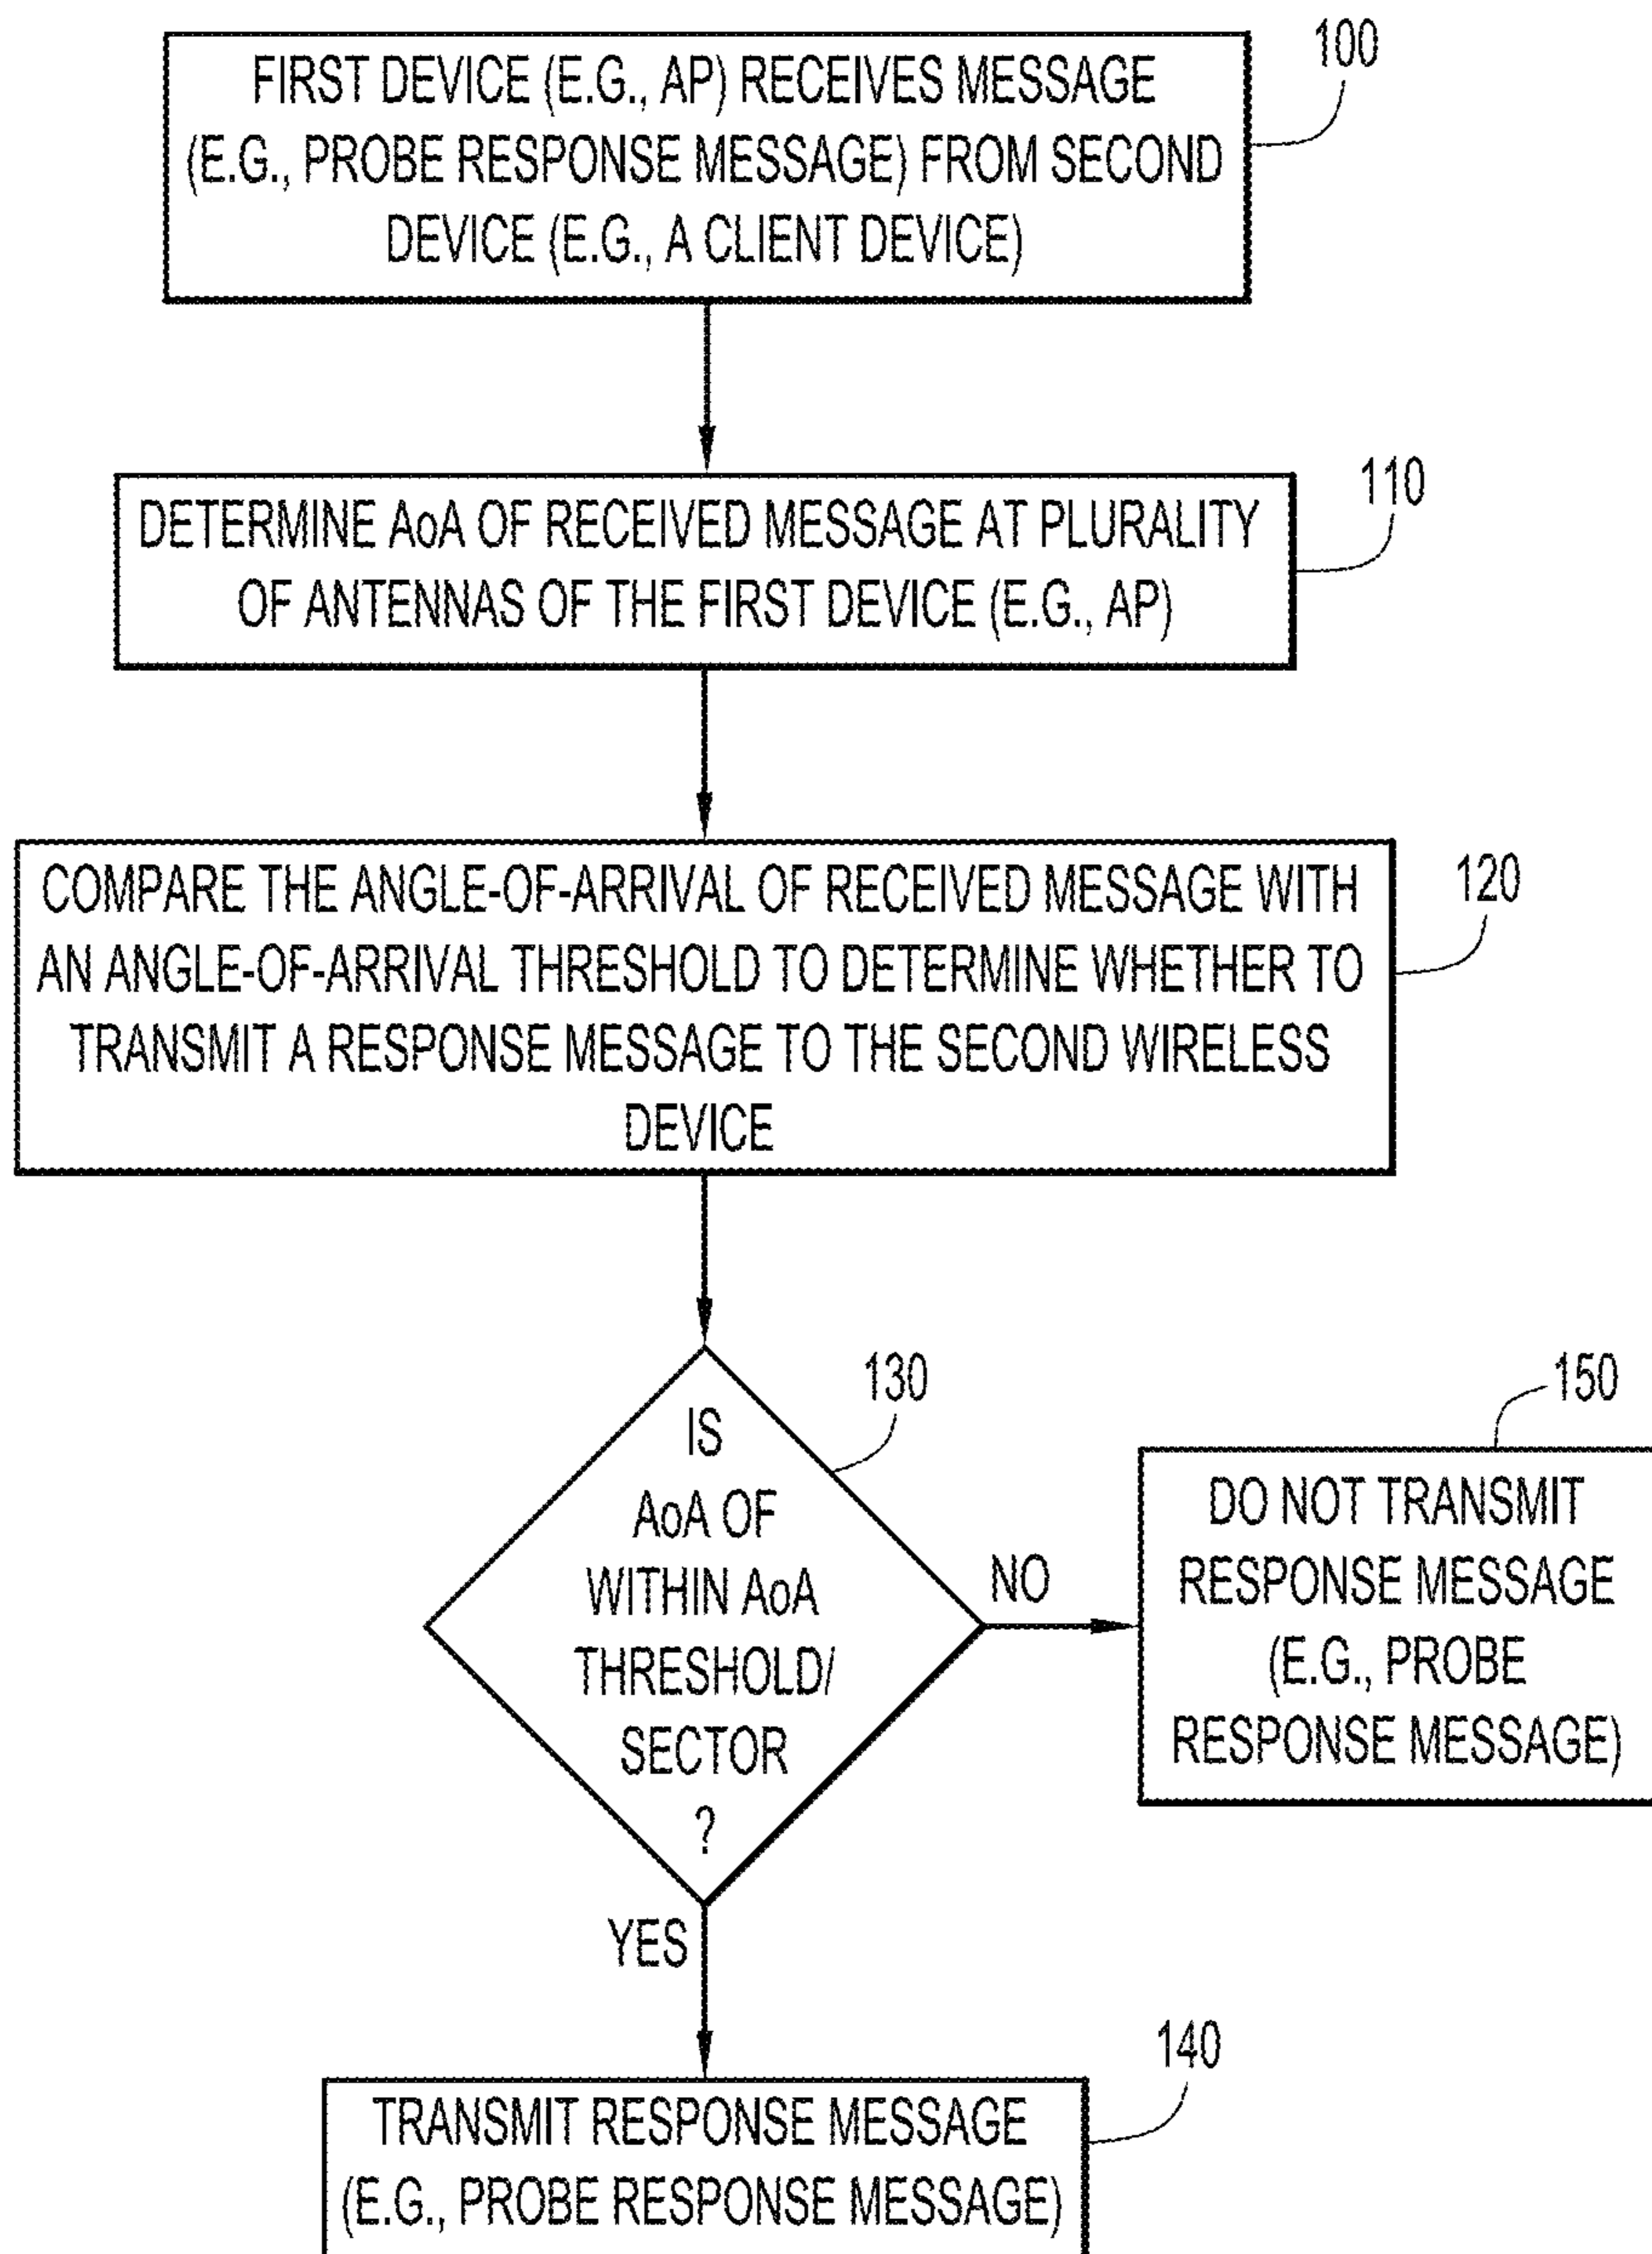 100
FIRST DEVICE (E.G., AP) RECEIVES MESSAGE
(E.G., PROBE RESPONSE MESSAGE) FROM SECOND
DEVICE (E.G., A CLIENT DEVICE)
110
DETERMINE AoA OF RECEIVED MESSAGE AT PLURALITY
OF ANTENNAS OF THE FIRST DEVICE (E.G., AP)
120
COMPARE THE ANGLE-OF-ARRIVAL OF RECEIVED MESSAGE WITH
AN ANGLE-OF-ARRIVAL THRESHOLD TO DETERMINE WHETHER TO
TRANSMIT A RESPONSE MESSAGE TO THE SECOND WIRELESS
DEVICE
130
IS
AoA OF
WITHIN AoA
THRESHOLD/
SECTOR
?
NO
150
DO NOT TRANSMIT
RESPONSE MESSAGE
(E.G., PROBE
RESPONSE MESSAGE)
YES
140
TRANSMIT RESPONSE MESSAGE
(E.G., PROBE RESPONSE MESSAGE)